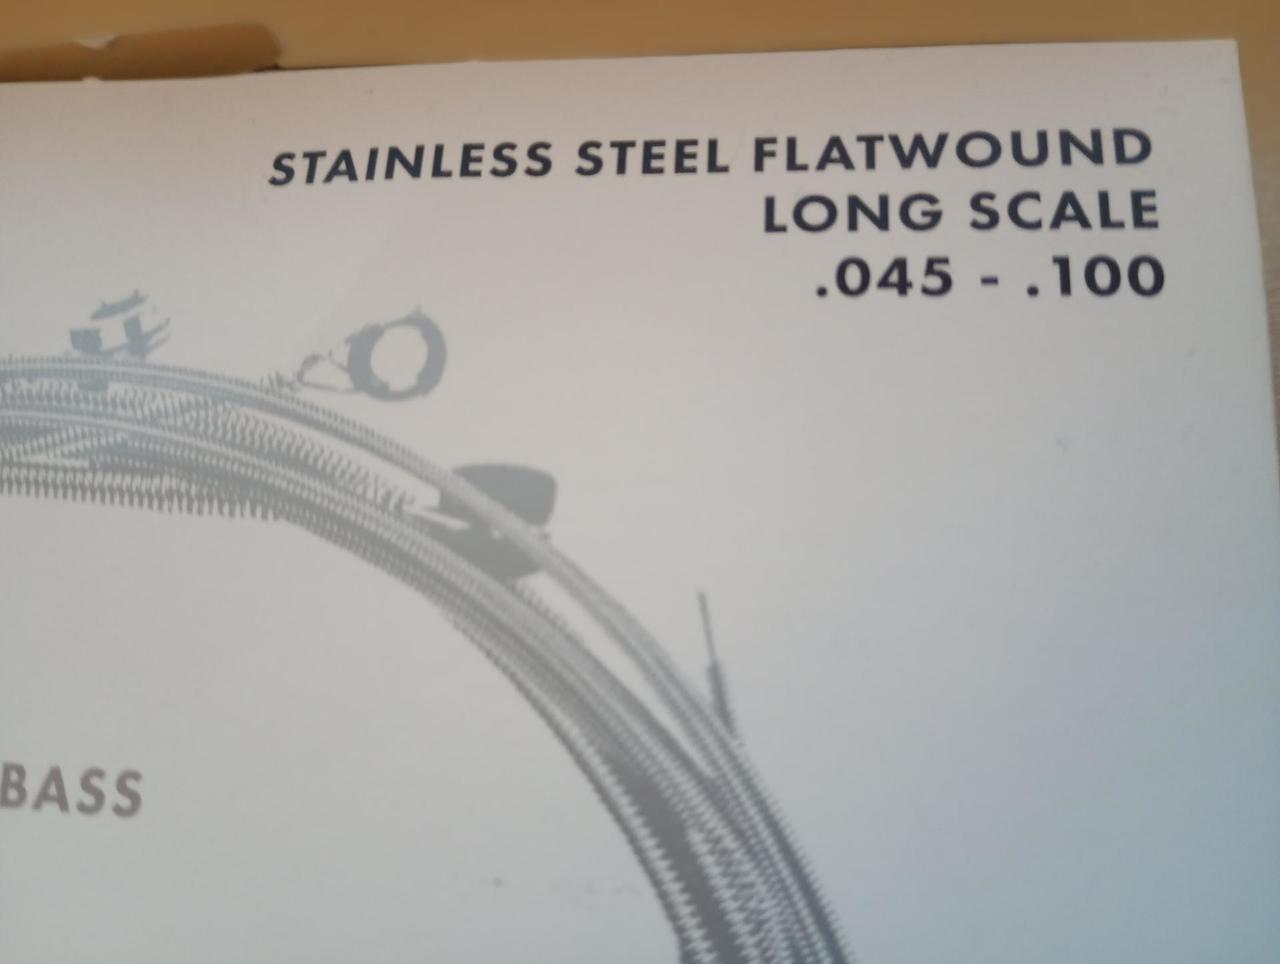 STAINLESS STEEL FLATWOUND
LONG SCALE
.045 - .100
BASS